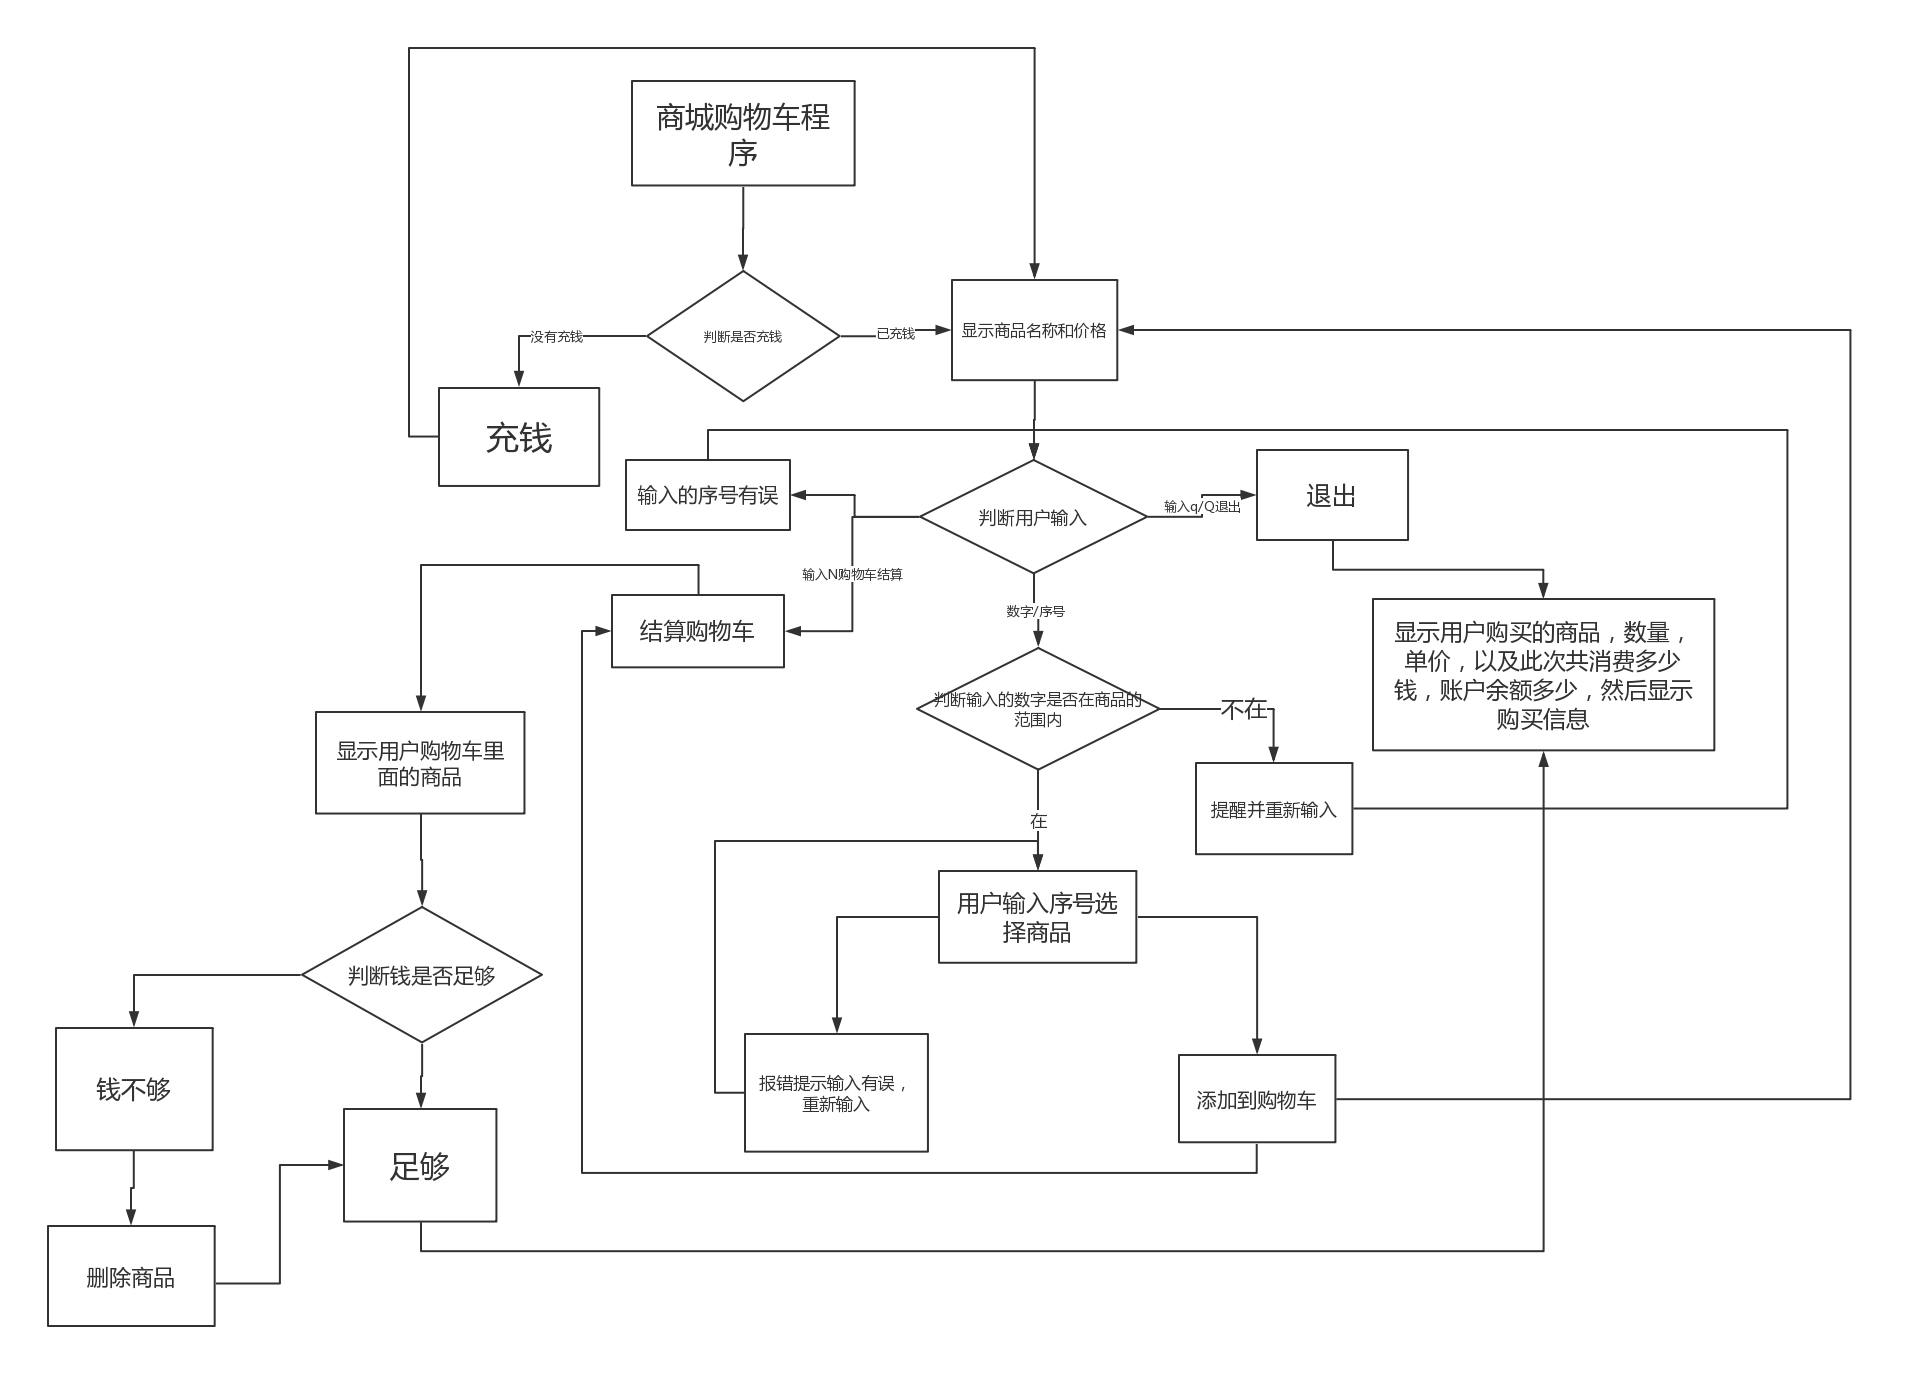 商城购物车程
序
没有充钱
判断是否充钱
已充钱
显示商品名称和价格
充钱
输入的序号有误
判断用户输入
输入q/Q退出
退出
输入N购物车结算
结算购物车
数字/序号
显示用户购买的商品，数量，
单价，以及此次共消费多少
钱，账户余额多少，然后显示
购买信息
判断输入的数字是否在商品的
范围内
不在
显示用户购物车里
面的商品
提醒并重新输入
在
用户输入序号选
择商品
判断钱是否足够
钱不够
报错提示输入有误，
重新输入
添加到购物车
足够
删除商品